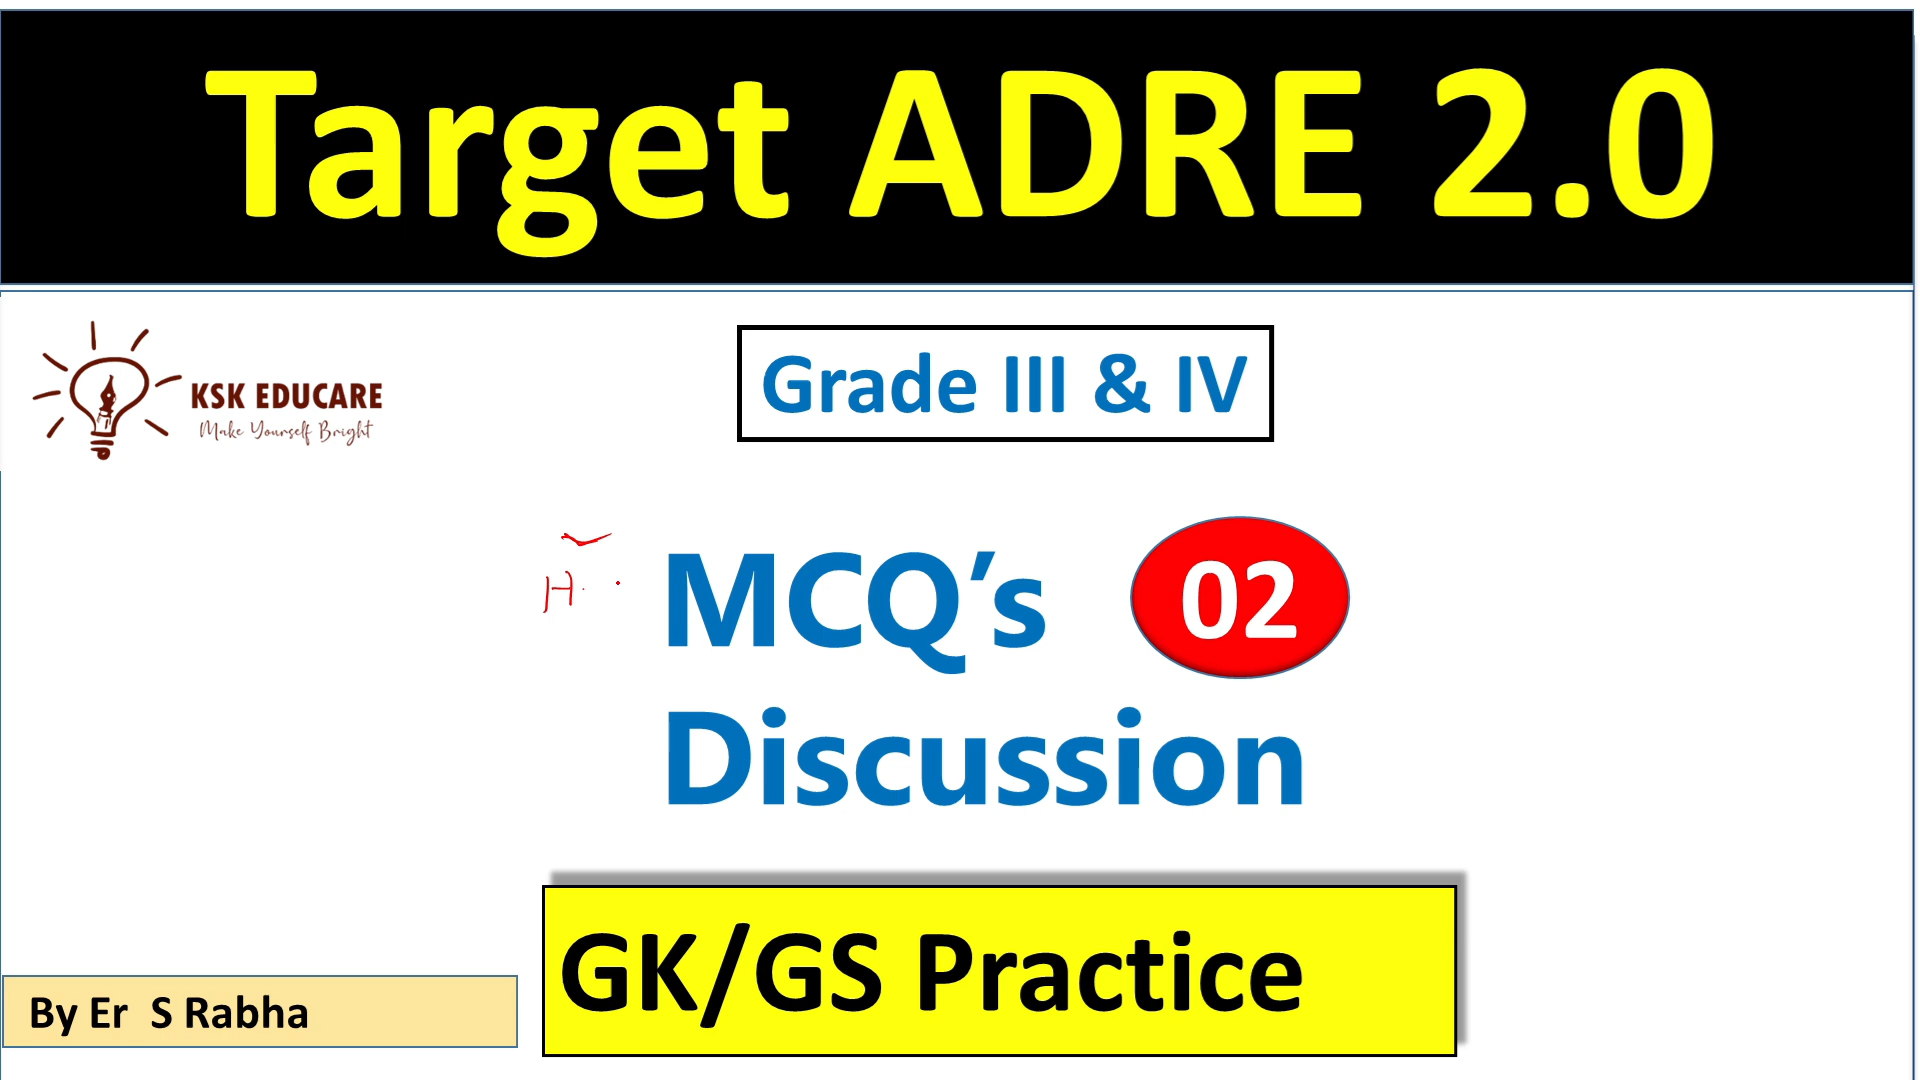 Target ADRE 2.0
KSK EDUCARE
Make Yourself Bright
Grade III & IV
H
MCQ’s 02
Discussion
GK/GS Practice
By Er S Rabha